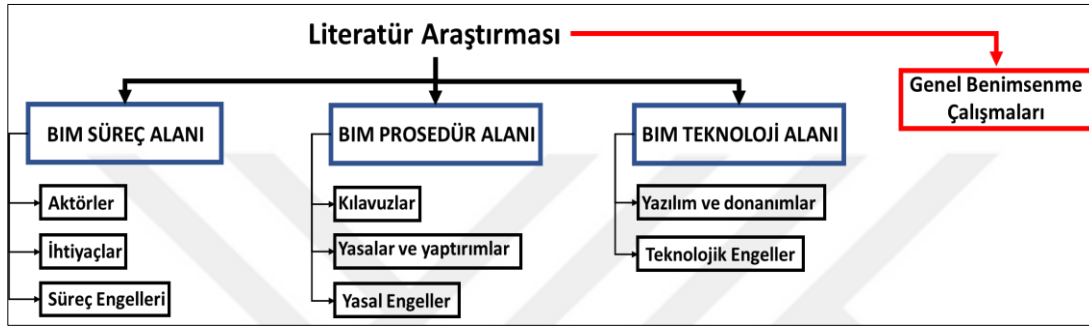 Literatür Araştırması
Genel Benimsenme
Çalışmaları
BIM SÜREÇ ALANI
BIM PROSEDÜR ALANI
BIM TEKNOLOJİ ALANI
Aktörler
İhtiyaçlar
Süreç Engelleri
Kılavuzlar
Yasalar ve yaptırımlar
Yasal Engeller
Yazılım ve donanımlar
Teknolojik Engeller